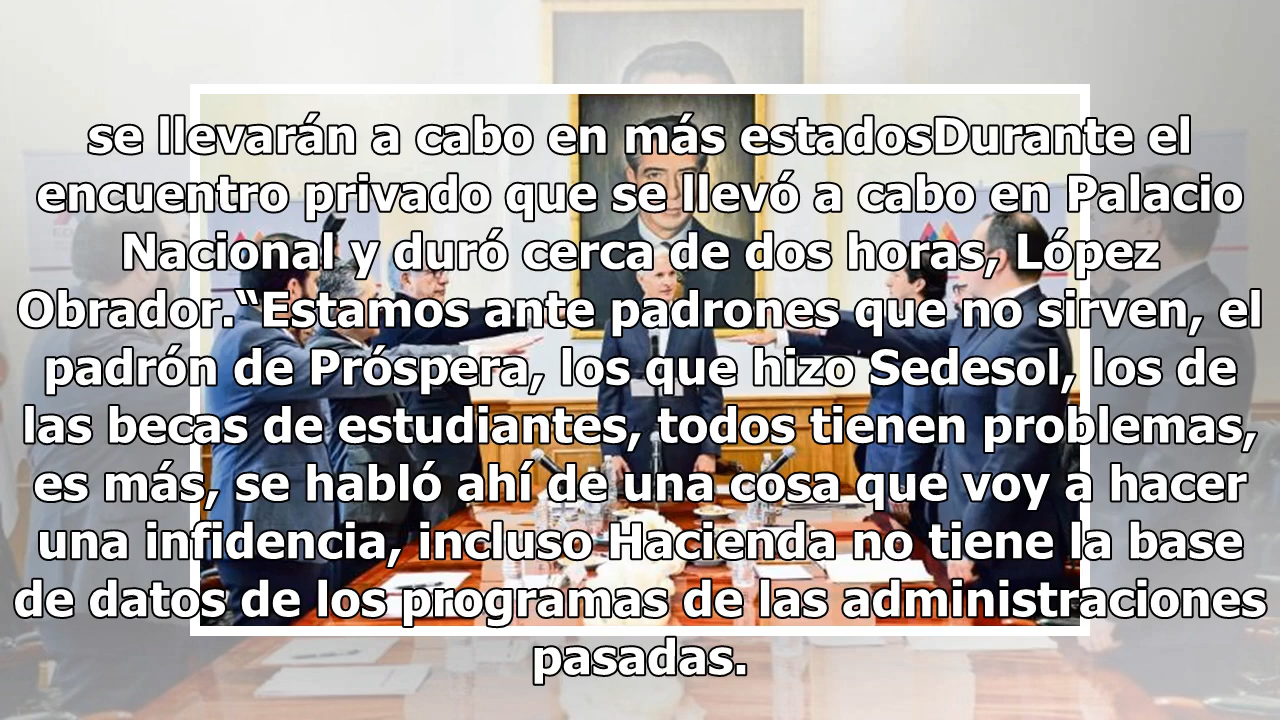 se llevarán a cabo en más estadosDurante el
encuentro privado que se llevó a cabo en Palacio
Nacional y duró cerca de dos horas, López
Obrador.“Estamos ante padrones que no sirven, el
padrón de Próspera, los que hizo Sedesol, los de
las becas de estudiantes, todos tienen problemas,
es más, se habló ahí de una cosa que voy a hacer
una infidencia, incluso Hacienda no tiene la base
de datos de los programas de las administraciones
pasadas.